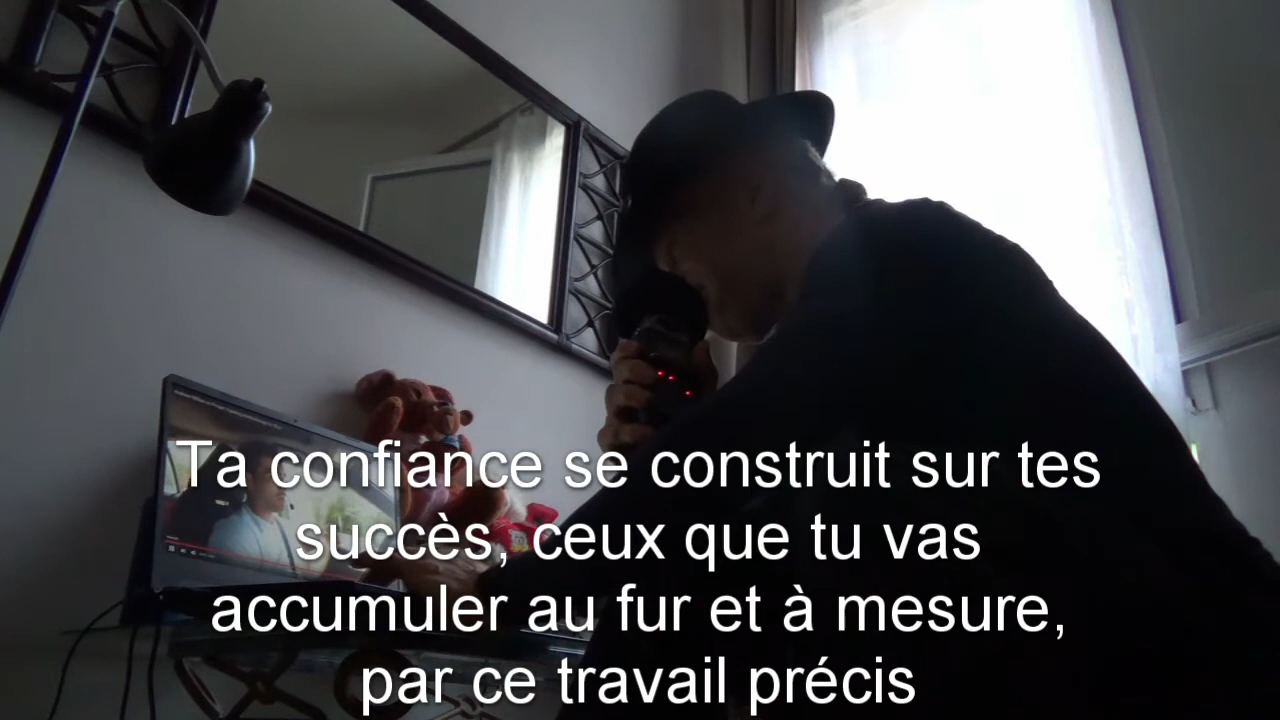 Ta confiance se construit sur tes
succès, ceux que tu vas
accumuler au fur et à mesure,
par ce travail précis